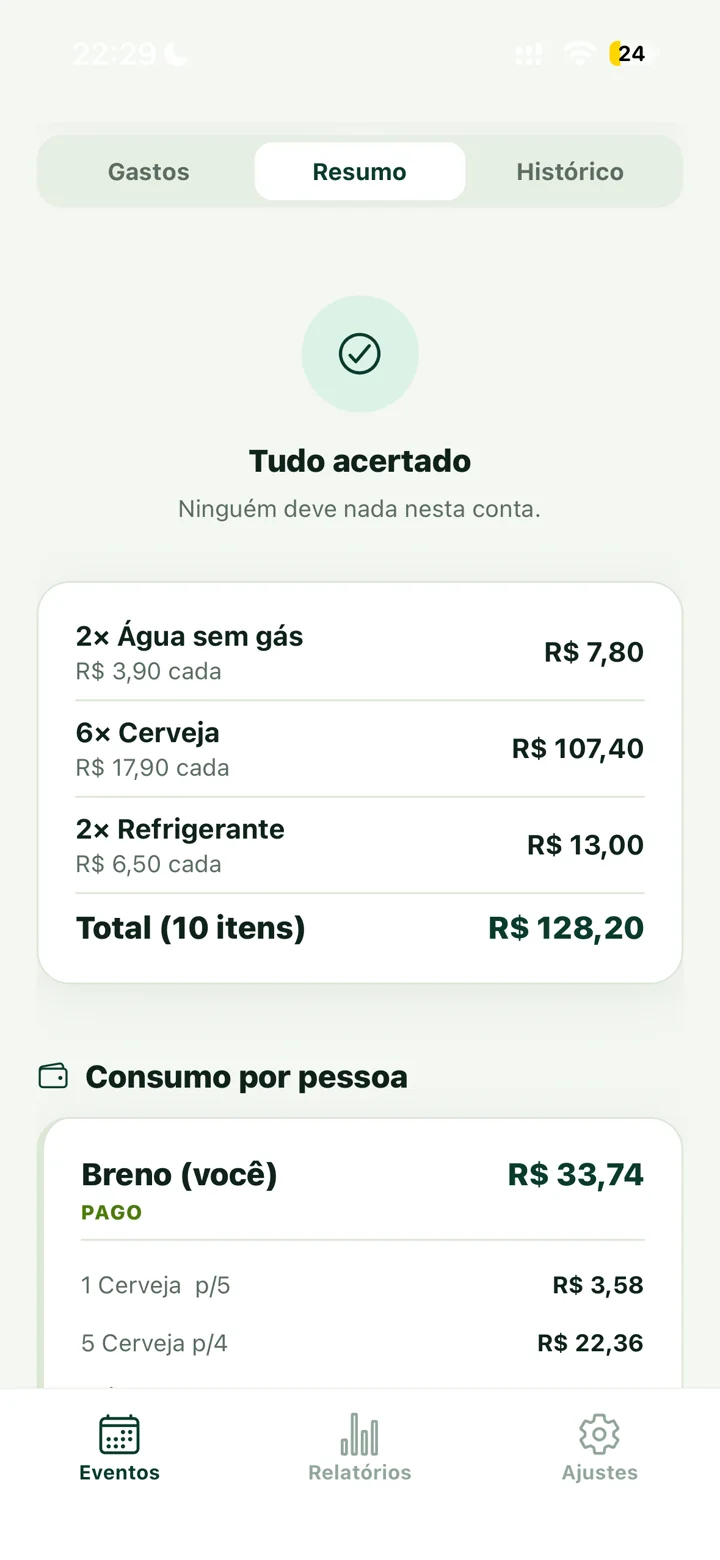 22:29
24
Gastos
Resumo
Histórico
Tudo acertado
Ninguém deve nada nesta conta.
2× Água sem gás
R$ 3,90 cada
R$ 7,80
6× Cerveja
R$ 17,90 cada
R$ 107,40
2× Refrigerante
R$ 6,50 cada
R$ 13,00
Total (10 itens)
R$ 128,20
Consumo por pessoa
Breno (você)
R$ 33,74
PAGO
1 Cerveja p/5
R$ 3,58
5 Cerveja p/4
R$ 22,36
Eventos
Relatórios
Ajustes